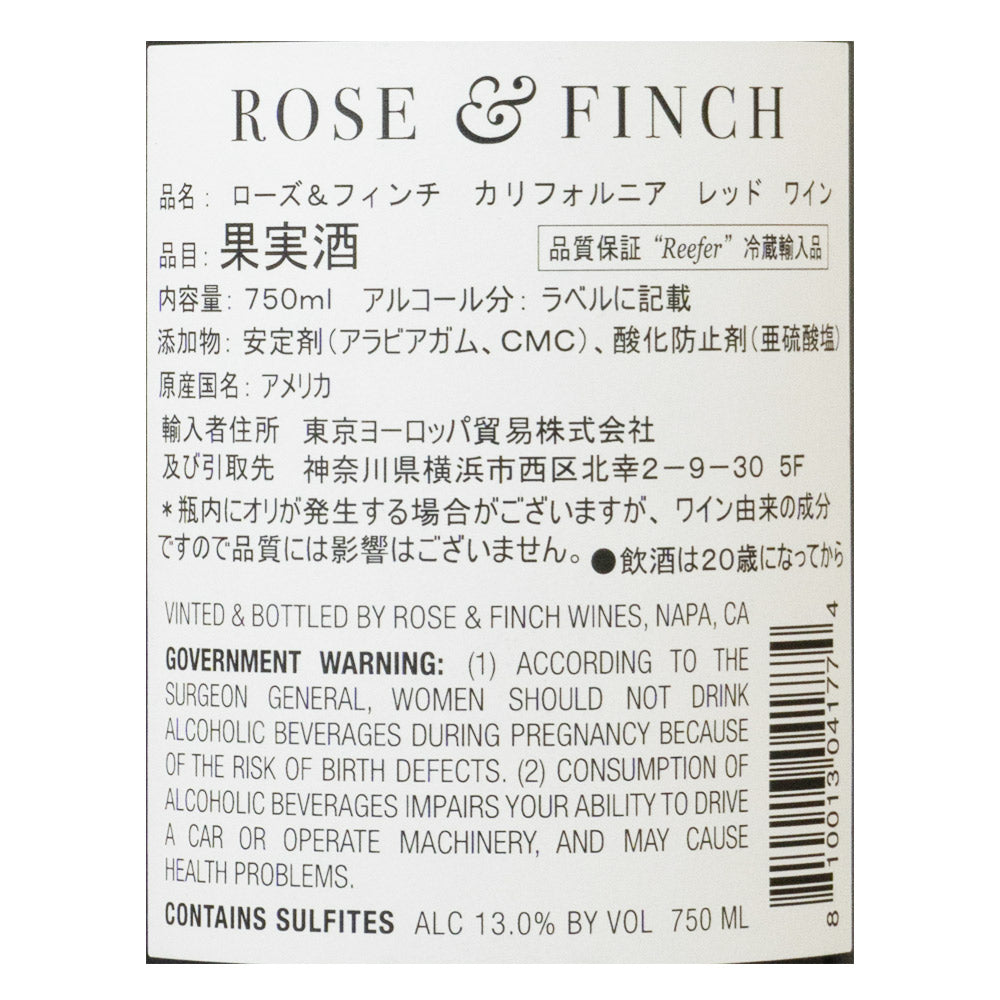 ROSE & FINCH
品名: ローズ＆フィンチ カリフォルニア レッド ワイン
品目: 果実酒 品質保証 “Reefer” 冷蔵輸入品
内容量: 750ml アルコール分: ラベルに記載
添加物: 安定剤(アラビアガム、CMC)、酸化防止剤(亜硫酸塩)
原産国名: アメリカ
輸入者住所 東京ヨーロッパ貿易株式会社
及び引取先 神奈川県横浜市西区北幸2-9-30 5F
＊瓶内にオリが発生する場合がございますが、ワイン由来の成分
ですので品質には影響はございません。●飲酒は20歳になってから
VINTED & BOTTLED BY ROSE & FINCH WINES, NAPA, CA
GOVERNMENT WARNING: (1) ACCORDING TO THE
SURGEON GENERAL, WOMEN SHOULD NOT DRINK
ALCOHOLIC BEVERAGES DURING PREGNANCY BECAUSE
OF THE RISK OF BIRTH DEFECTS. (2) CONSUMPTION OF
ALCOHOLIC BEVERAGES IMPAIRS YOUR ABILITY TO DRIVE
A CAR OR OPERATE MACHINERY, AND MAY CAUSE
HEALTH PROBLEMS.
CONTAINS SULFITES ALC 13.0% BY VOL 750 ML
8 10013 04177 4